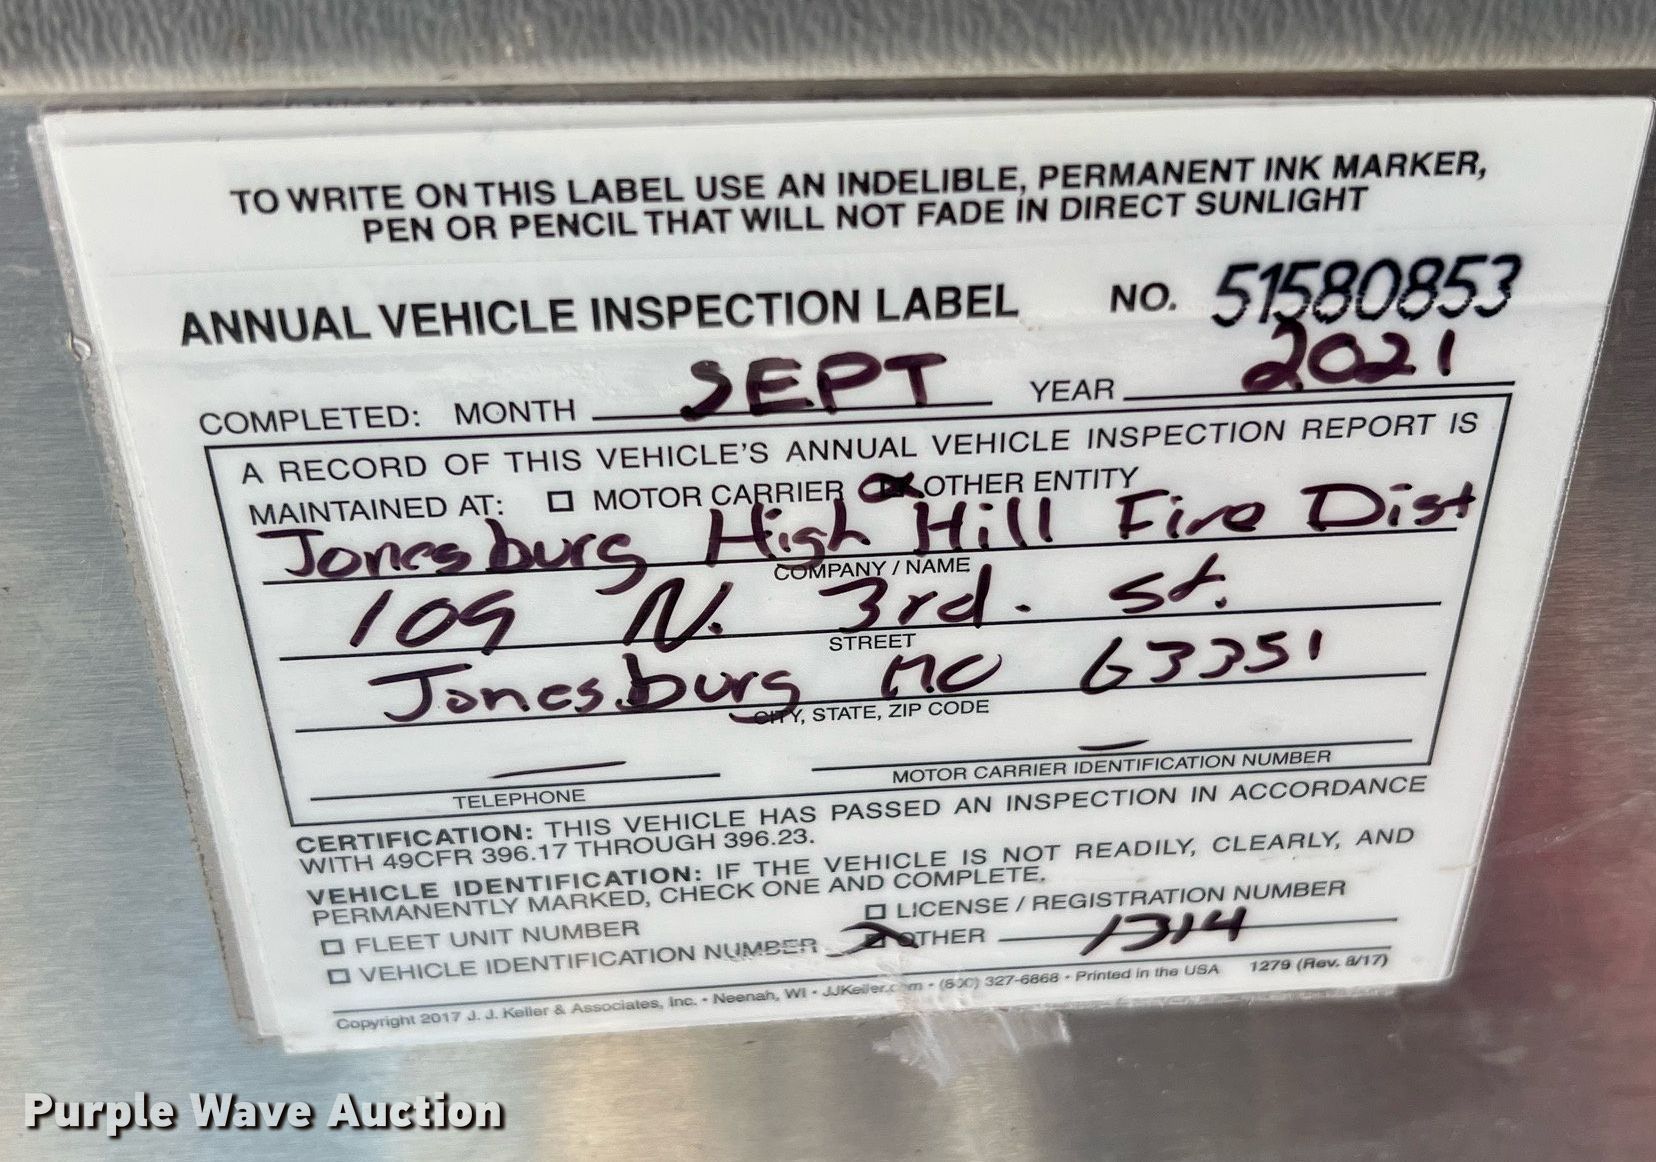 TO WRITE ON THIS LABEL USE AN INDELIBLE, PERMANENT INK MARKER,
PEN OR PENCIL THAT WILL NOT FADE IN DIRECT SUNLIGHT
ANNUAL VEHICLE INSPECTION LABEL NO. 51580853
COMPLETED: MONTH SEPT YEAR 2021
A RECORD OF THIS VEHICLE'S ANNUAL VEHICLE INSPECTION REPORT IS
MAINTAINED AT: ☐ MOTOR CARRIER ☒ OTHER ENTITY
Jonesburg High Hill Fire Dist
COMPANY / NAME
109 N. 3rd. St.
STREET
Jonesburg MO 63351
CITY, STATE, ZIP CODE
TELEPHONE MOTOR CARRIER IDENTIFICATION NUMBER
CERTIFICATION: THIS VEHICLE HAS PASSED AN INSPECTION IN ACCORDANCE
WITH 49CFR 396.17 THROUGH 396.23.
VEHICLE IDENTIFICATION: IF THE VEHICLE IS NOT READILY, CLEARLY, AND
PERMANENTLY MARKED, CHECK ONE AND COMPLETE.
☐ FLEET UNIT NUMBER ☐ LICENSE / REGISTRATION NUMBER
☐ VEHICLE IDENTIFICATION NUMBER ☒ OTHER 1314
Copyright 2017 J. J. Keller & Associates, Inc. • Neenah, WI • JJKeller.com • (800) 327-6868 • Printed in the USA 1279 (Rev. 8/17)
Purple Wave Auction